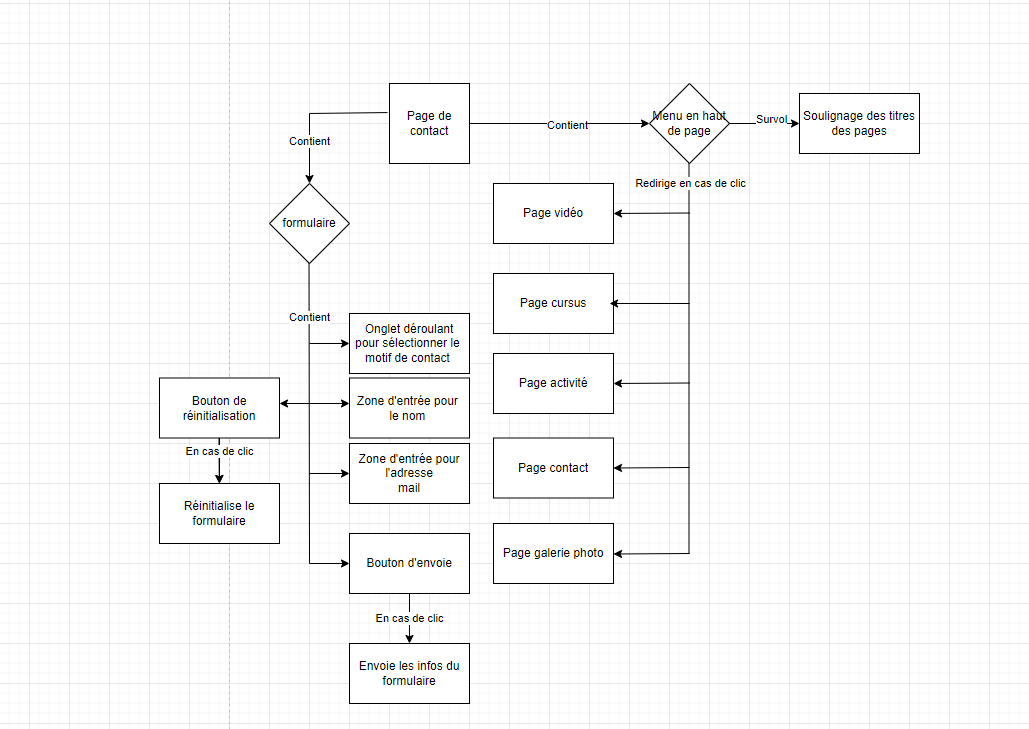 Page de
contact
Contient
Contient
Menu en haut
de page
Survol
Soulignage des titres
des pages
Redirige en cas de clic
Page vidéo
Page cursus
Page activité
Page contact
Page galerie photo
formulaire
Contient
Onglet déroulant
pour sélectionner le
motif de contact
Bouton de
réinitialisation
Zone d'entrée pour
le nom
En cas de clic
Zone d'entrée pour
l'adresse
mail
Réinitialise le
formulaire
Bouton d'envoie
En cas de clic
Envoie les infos du
formulaire